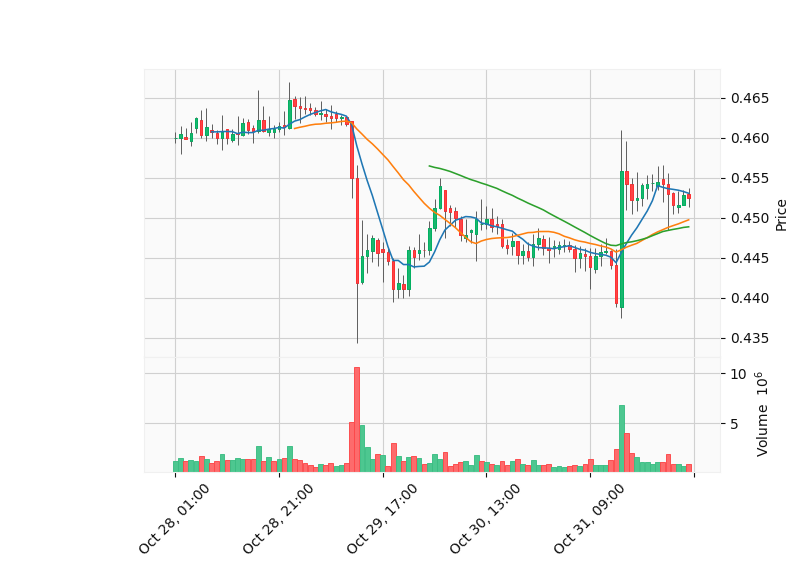 0.465
0.460
0.455
0.450
0.445
0.440
0.435
Price
10
5
Volume 10⁶
Oct 28, 01:00
Oct 28, 21:00
Oct 29, 17:00
Oct 30, 13:00
Oct 31, 09:00